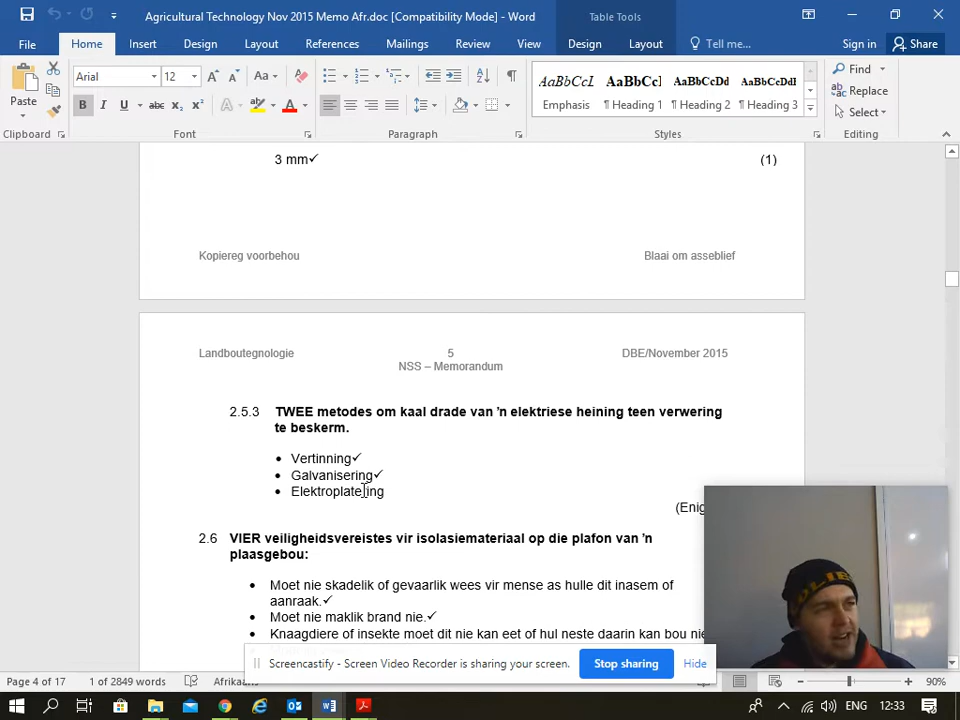 Agricultural Technology Nov 2015 Memo Afr.doc [Compatibility Mode] - Word
Table Tools
File Home Insert Design Layout References Mailings Review View Design Layout Tell me... Sign in Share
Paste
Arial 12 Aa A A
B I U abc x₂ x² A A
AaBbCcL AaBbCcI AaBbCcDd AaBbCcDdI
Emphasis ¶ Heading 1 ¶ Heading 2 ¶ Heading 3
Find
Replace
Select
Clipboard Font Paragraph Styles Editing
3 mm✓ (1)
Kopiereg voorbehou Blaai om asseblief
Landboutegnologie 5 DBE/November 2015
NSS – Memorandum
2.5.3 TWEE metodes om kaal drade van 'n elektriese heining teen verwering
te beskerm.
• Vertinning✓
• Galvanisering✓
• Elektroplatering
(Enig
2.6 VIER veiligheidsvereistes vir isolasiemateriaal op die plafon van 'n
plaasgebou:
• Moet nie skadelik of gevaarlik wees vir mense as hulle dit inasem of
aanraak.✓
• Moet nie maklik brand nie.✓
• Knaagdiere of insekte moet dit nie kan eet of hul neste daarin kan bou nie
Screencastify - Screen Video Recorder is sharing your screen. Stop sharing Hide
Page 4 of 17 1 of 2849 words Afrikaans 90%
ENG 12:33